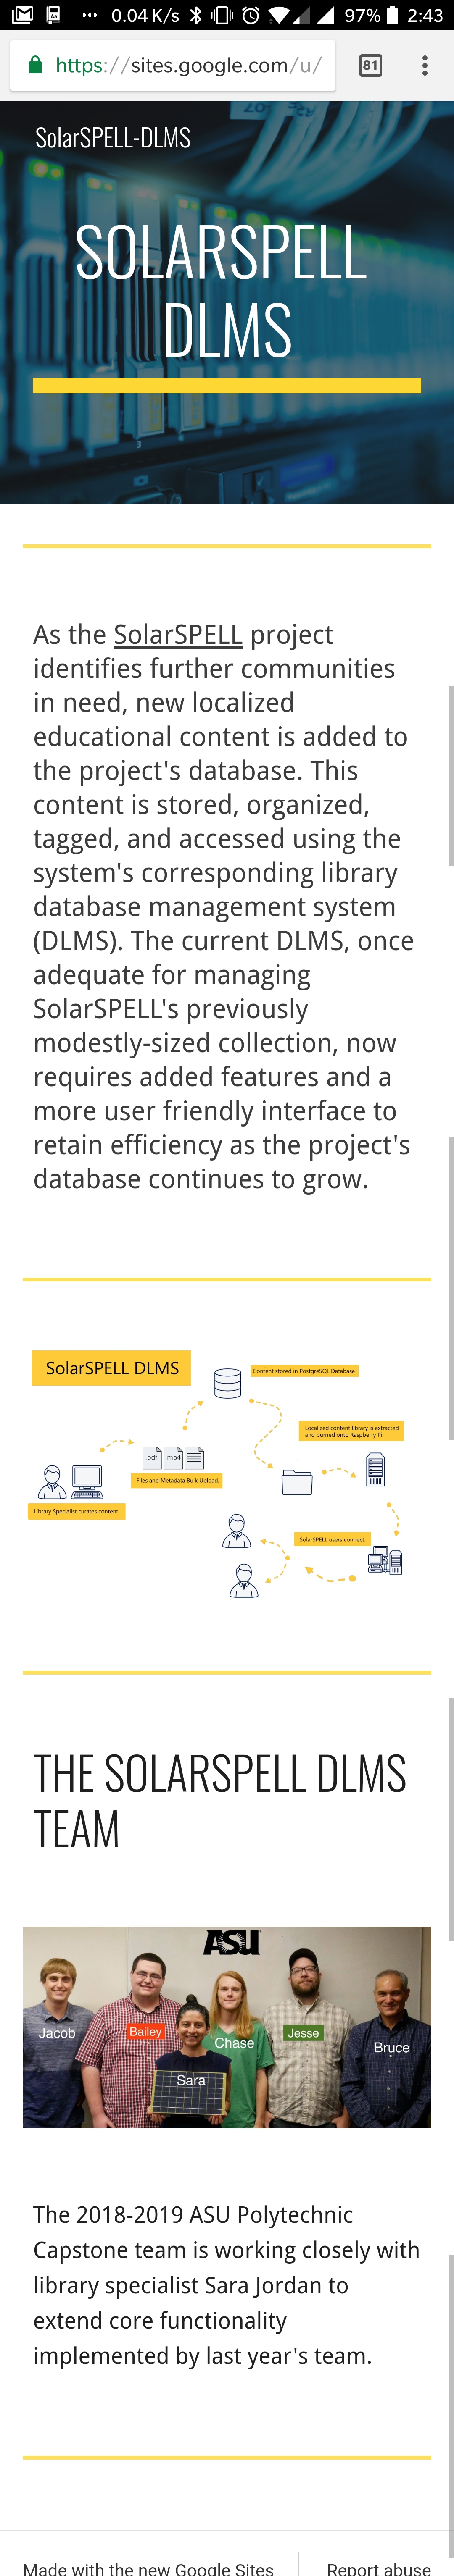 0.04 K/s 97% 2:43
https://sites.google.com/u/ 81
SolarSPELL-DLMS
SOLARSPELL
DLMS
3
As the SolarSPELL project
identifies further communities
in need, new localized
educational content is added to
the project's database. This
content is stored, organized,
tagged, and accessed using the
system's corresponding library
database management system
(DLMS). The current DLMS, once
adequate for managing
SolarSPELL's previously
modestly-sized collection, now
requires added features and a
more user friendly interface to
retain efficiency as the project's
database continues to grow.
SolarSPELL DLMS
Content stored in PostgreSQL Database
Localized content library is extracted
and burned onto Raspberry Pi.
.pdf .mp4
Files and Metadata Bulk Upload.
Library Specialist curates content.
SolarSPELL users connect.
THE SOLARSPELL DLMS
TEAM
ASU
Jacob
Bailey
Chase
Jesse
Bruce
Sara
The 2018-2019 ASU Polytechnic
Capstone team is working closely with
library specialist Sara Jordan to
extend core functionality
implemented by last year's team.
Made with the new Google Sites
Report abuse